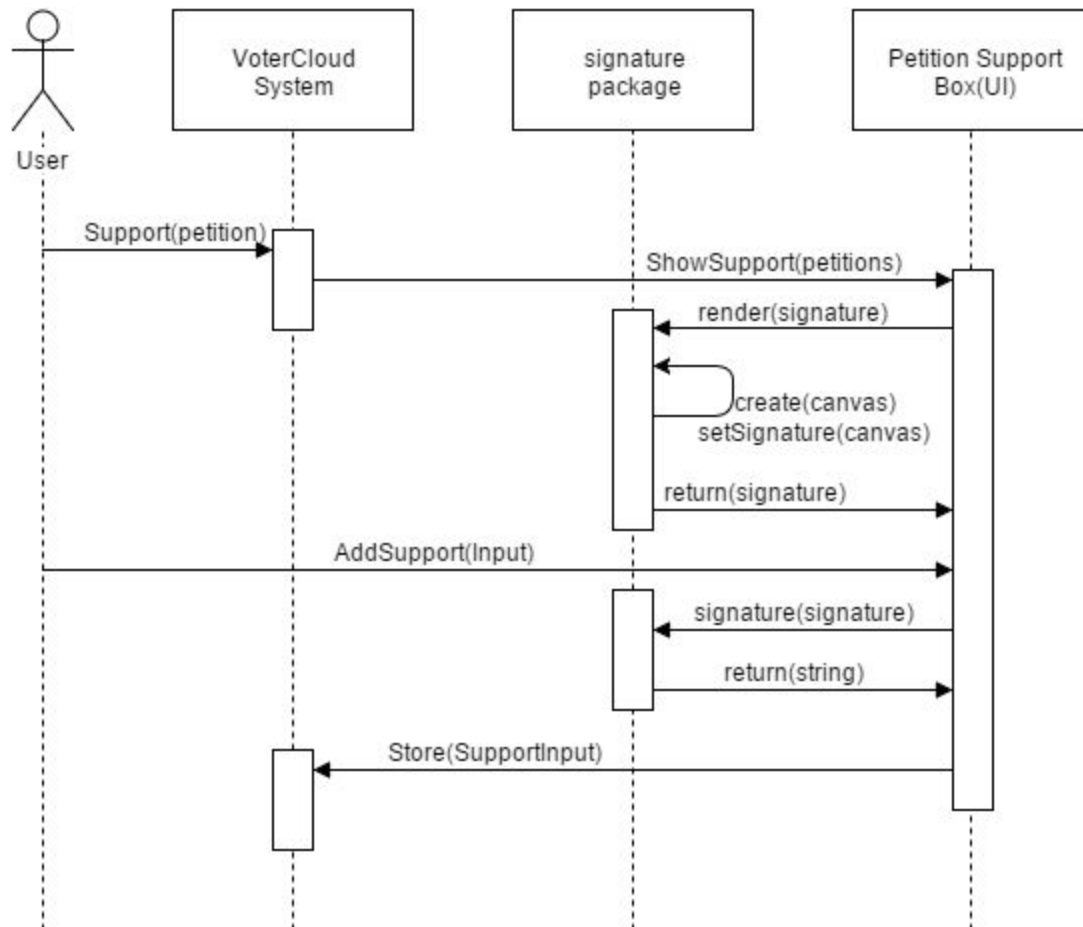 VoterCloud
System
signature
package
Petition Support
Box(UI)
User
Support(petition)
ShowSupport(petitions)
render(signature)
create(canvas)
setSignature(canvas)
return(signature)
AddSupport(Input)
signature(signature)
return(string)
Store(SupportInput)